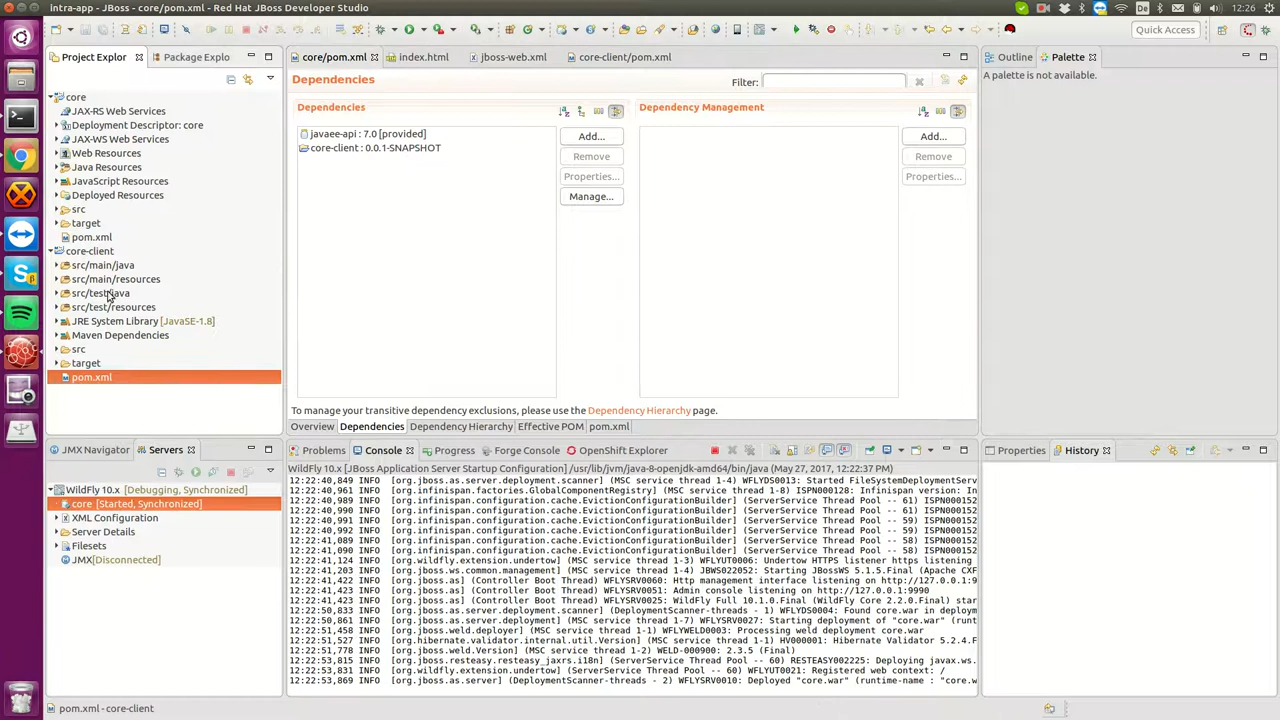 intra-app - JBoss - core/pom.xml - Red Hat JBoss Developer Studio
De
12:26
Quick Access
Project Explor
Package Explo
core/pom.xml
index.html
jboss-web.xml
core-client/pom.xml
Outline
Palette
A palette is not available.
Dependencies
Filter:
Dependencies
Dependency Management
javaee-api : 7.0 [provided]
core-client : 0.0.1-SNAPSHOT
Add...
Remove
Properties...
Manage...
Add...
Remove
Properties...
core
JAX-RS Web Services
Deployment Descriptor: core
JAX-WS Web Services
Web Resources
Java Resources
JavaScript Resources
Deployed Resources
src
target
pom.xml
core-client
src/main/java
src/main/resources
src/test/java
src/test/resources
JRE System Library [JavaSE-1.8]
Maven Dependencies
src
target
pom.xml
To manage your transitive dependency exclusions, please use the Dependency Hierarchy page.
Overview
Dependencies
Dependency Hierarchy
Effective POM
pom.xml
JMX Navigator
Servers
WildFly 10.x [Debugging, Synchronized]
core [Started, Synchronized]
XML Configuration
Server Details
Filesets
JMX[Disconnected]
Problems
Console
Progress
Forge Console
OpenShift Explorer
Properties
History
WildFly 10.x [JBoss Application Server Startup Configuration] /usr/lib/jvm/java-8-openjdk-amd64/bin/java (May 27, 2017, 12:22:37 PM)
12:22:40,849 INFO [org.jboss.as.server.deployment.scanner] (MSC service thread 1-4) WFLYDS0013: Started FileSystemDeploymentServ
12:22:40,961 INFO [org.infinispan.factories.GlobalComponentRegistry] (MSC service thread 1-8) ISPN000128: Infinispan version: In
12:22:40,989 INFO [org.infinispan.configuration.cache.EvictionConfigurationBuilder] (ServerService Thread Pool -- 61) ISPN000152
12:22:40,990 INFO [org.infinispan.configuration.cache.EvictionConfigurationBuilder] (ServerService Thread Pool -- 61) ISPN000152
12:22:40,991 INFO [org.infinispan.configuration.cache.EvictionConfigurationBuilder] (ServerService Thread Pool -- 59) ISPN000152
12:22:40,992 INFO [org.infinispan.configuration.cache.EvictionConfigurationBuilder] (ServerService Thread Pool -- 59) ISPN000152
12:22:41,089 INFO [org.infinispan.configuration.cache.EvictionConfigurationBuilder] (ServerService Thread Pool -- 58) ISPN000152
12:22:41,090 INFO [org.infinispan.configuration.cache.EvictionConfigurationBuilder] (ServerService Thread Pool -- 58) ISPN000152
12:22:41,124 INFO [org.wildfly.extension.undertow] (MSC service thread 1-3) WFLYUT0006: Undertow HTTPS listener https listening
12:22:41,203 INFO [org.jboss.ws.common.management] (MSC service thread 1-4) JBWS022052: Starting JBossWS 5.1.5.Final (Apache CXF
12:22:41,422 INFO [org.jboss.as] (Controller Boot Thread) WFLYSRV0060: Http management interface listening on http://127.0.0.1:9
12:22:41,423 INFO [org.jboss.as] (Controller Boot Thread) WFLYSRV0051: Admin console listening on http://127.0.0.1:9990
12:22:41,423 INFO [org.jboss.as] (Controller Boot Thread) WFLYSRV0025: WildFly Full 10.1.0.Final (WildFly Core 2.2.0.Final) star
12:22:50,833 INFO [org.jboss.as.server.deployment.scanner] (DeploymentScanner-threads - 1) WFLYDS0004: Found core.war in deploym
12:22:50,861 INFO [org.jboss.as.server.deployment] (MSC service thread 1-7) WFLYSRV0027: Starting deployment of "core.war" (runt
12:22:51,458 INFO [org.jboss.weld.deployer] (MSC service thread 1-1) WFLYWELD0003: Processing weld deployment core.war
12:22:51,527 INFO [org.hibernate.validator.internal.util.Version] (MSC service thread 1-1) HV000001: Hibernate Validator 5.2.4.F
12:22:51,778 INFO [org.jboss.weld.Version] (MSC service thread 1-2) WELD-000900: 2.3.5 (Final)
12:22:53,815 INFO [org.jboss.resteasy.resteasy_jaxrs.i18n] (ServerService Thread Pool -- 60) RESTEASY002225: Deploying javax.ws.
12:22:53,870 INFO [org.wildfly.extension.undertow] (ServerService Thread Pool -- 60) WFLYUT0021: Registered web context: /
12:22:53,869 INFO [org.jboss.as.server] (DeploymentScanner-threads - 2) WFLYSRV0010: Deployed "core.war" (runtime-name : "core.w
pom.xml - core-client